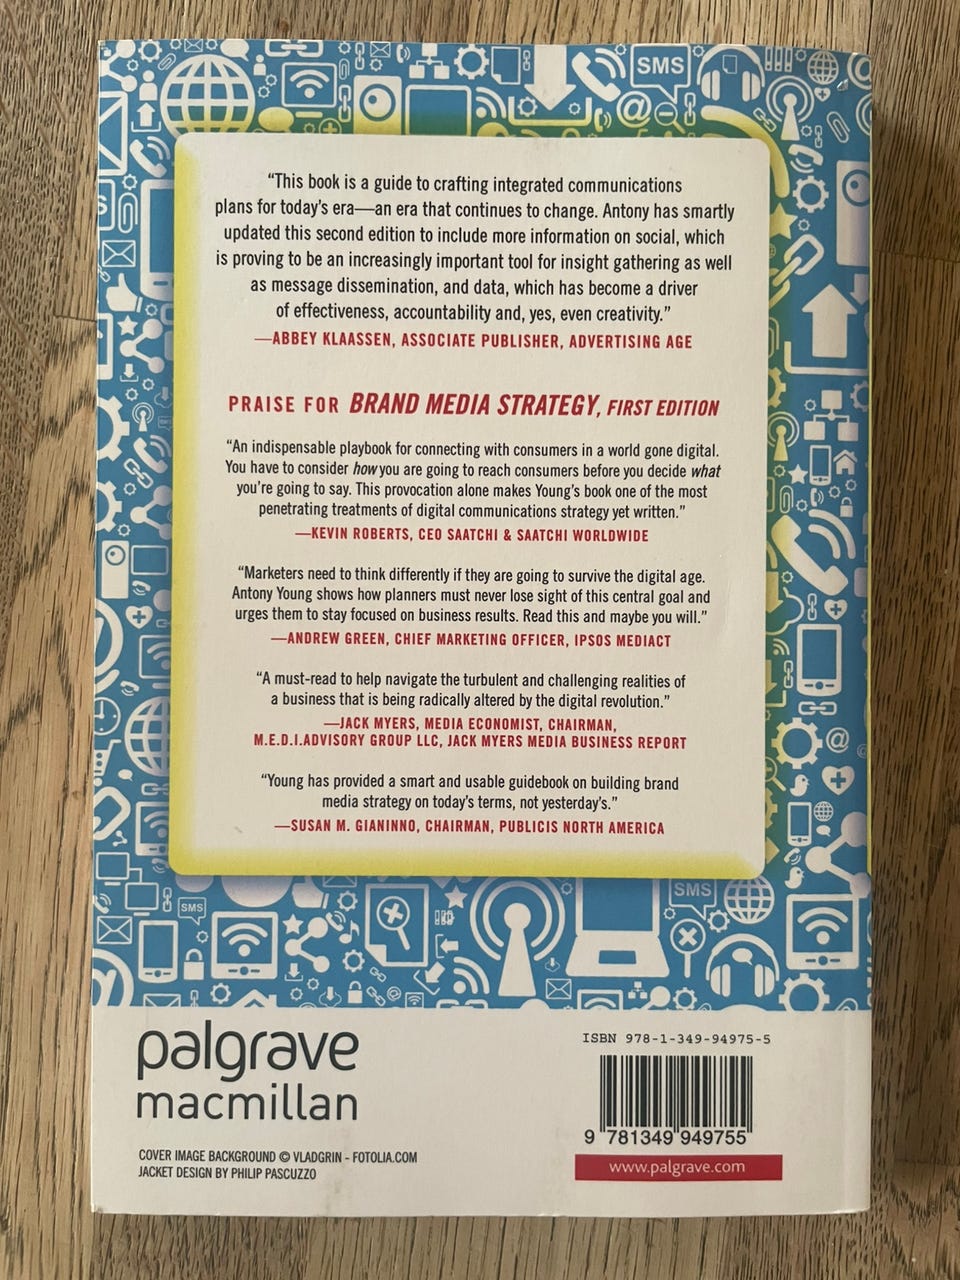 SMS
“This book is a guide to crafting integrated communications
plans for today’s era—an era that continues to change. Antony has smartly
updated this second edition to include more information on social, which
is proving to be an increasingly important tool for insight gathering as well
as message dissemination, and data, which has become a driver
of effectiveness, accountability and, yes, even creativity.”
—ABBEY KLAASSEN, ASSOCIATE PUBLISHER, ADVERTISING AGE
PRAISE FOR BRAND MEDIA STRATEGY, FIRST EDITION
“An indispensable playbook for connecting with consumers in a world gone digital.
You have to consider how you are going to reach consumers before you decide what
you’re going to say. This provocation alone makes Young’s book one of the most
penetrating treatments of digital communications strategy yet written.”
—KEVIN ROBERTS, CEO SAATCHI & SAATCHI WORLDWIDE
“Marketers need to think differently if they are going to survive the digital age.
Antony Young shows how planners must never lose sight of this central goal and
urges them to stay focused on business results. Read this and maybe you will.”
—ANDREW GREEN, CHIEF MARKETING OFFICER, IPSOS MEDIACT
“A must-read to help navigate the turbulent and challenging realities of
a business that is being radically altered by the digital revolution.”
—JACK MYERS, MEDIA ECONOMIST, CHAIRMAN,
M.E.D.I.ADVISORY GROUP LLC, JACK MYERS MEDIA BUSINESS REPORT
“Young has provided a smart and usable guidebook on building brand
media strategy on today’s terms, not yesterday’s.”
—SUSAN M. GIANINNO, CHAIRMAN, PUBLICIS NORTH AMERICA
SMS
SMS
palgrave
macmillan
COVER IMAGE BACKGROUND © VLADGRIN - FOTOLIA.COM
JACKET DESIGN BY PHILIP PASCUZZO
ISBN 978-1-349-94975-5
9 781349 949755
www.palgrave.com